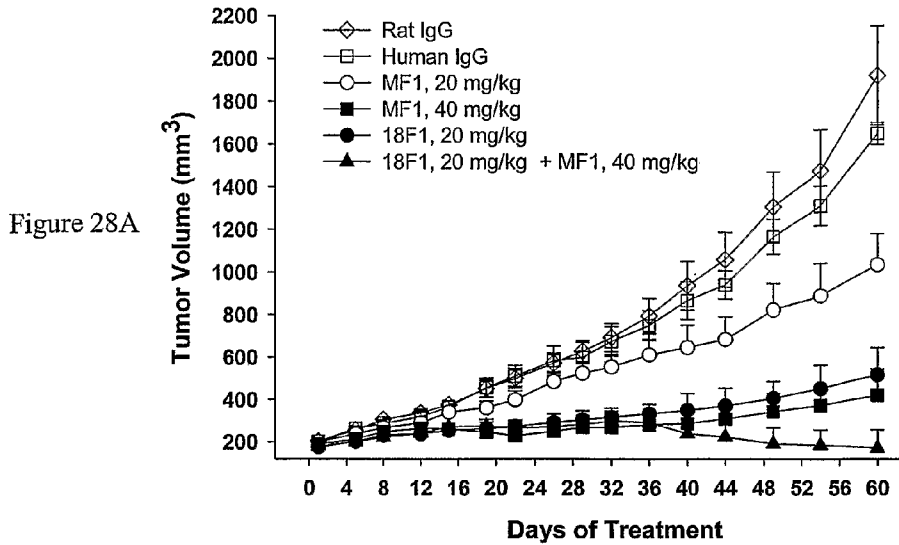 2200
2000
1800
1600
1400
1200
1000
800
600
400
200
Tumor Volume (mm³)
Figure 28A
Rat IgG
Human IgG
MF1, 20 mg/kg
MF1, 40 mg/kg
18F1, 20 mg/kg
18F1, 20 mg/kg + MF1, 40 mg/kg
0 4 8 12 16 20 24 28 32 36 40 44 48 52 56 60
Days of Treatment